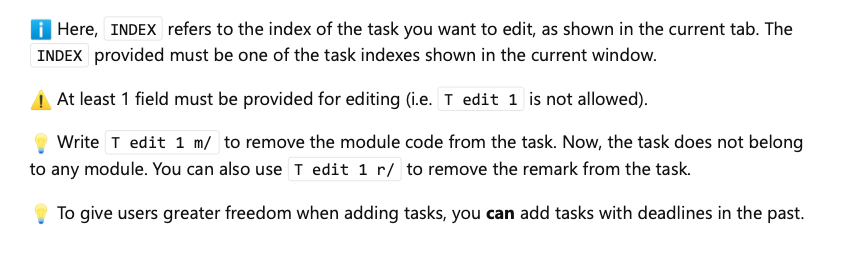 ℹ️ Here, INDEX refers to the index of the task you want to edit, as shown in the current tab. The
INDEX provided must be one of the task indexes shown in the current window.
⚠️ At least 1 field must be provided for editing (i.e. T edit 1 is not allowed).
💡 Write T edit 1 m/ to remove the module code from the task. Now, the task does not belong
to any module. You can also use T edit 1 r/ to remove the remark from the task.
💡 To give users greater freedom when adding tasks, you can add tasks with deadlines in the past.